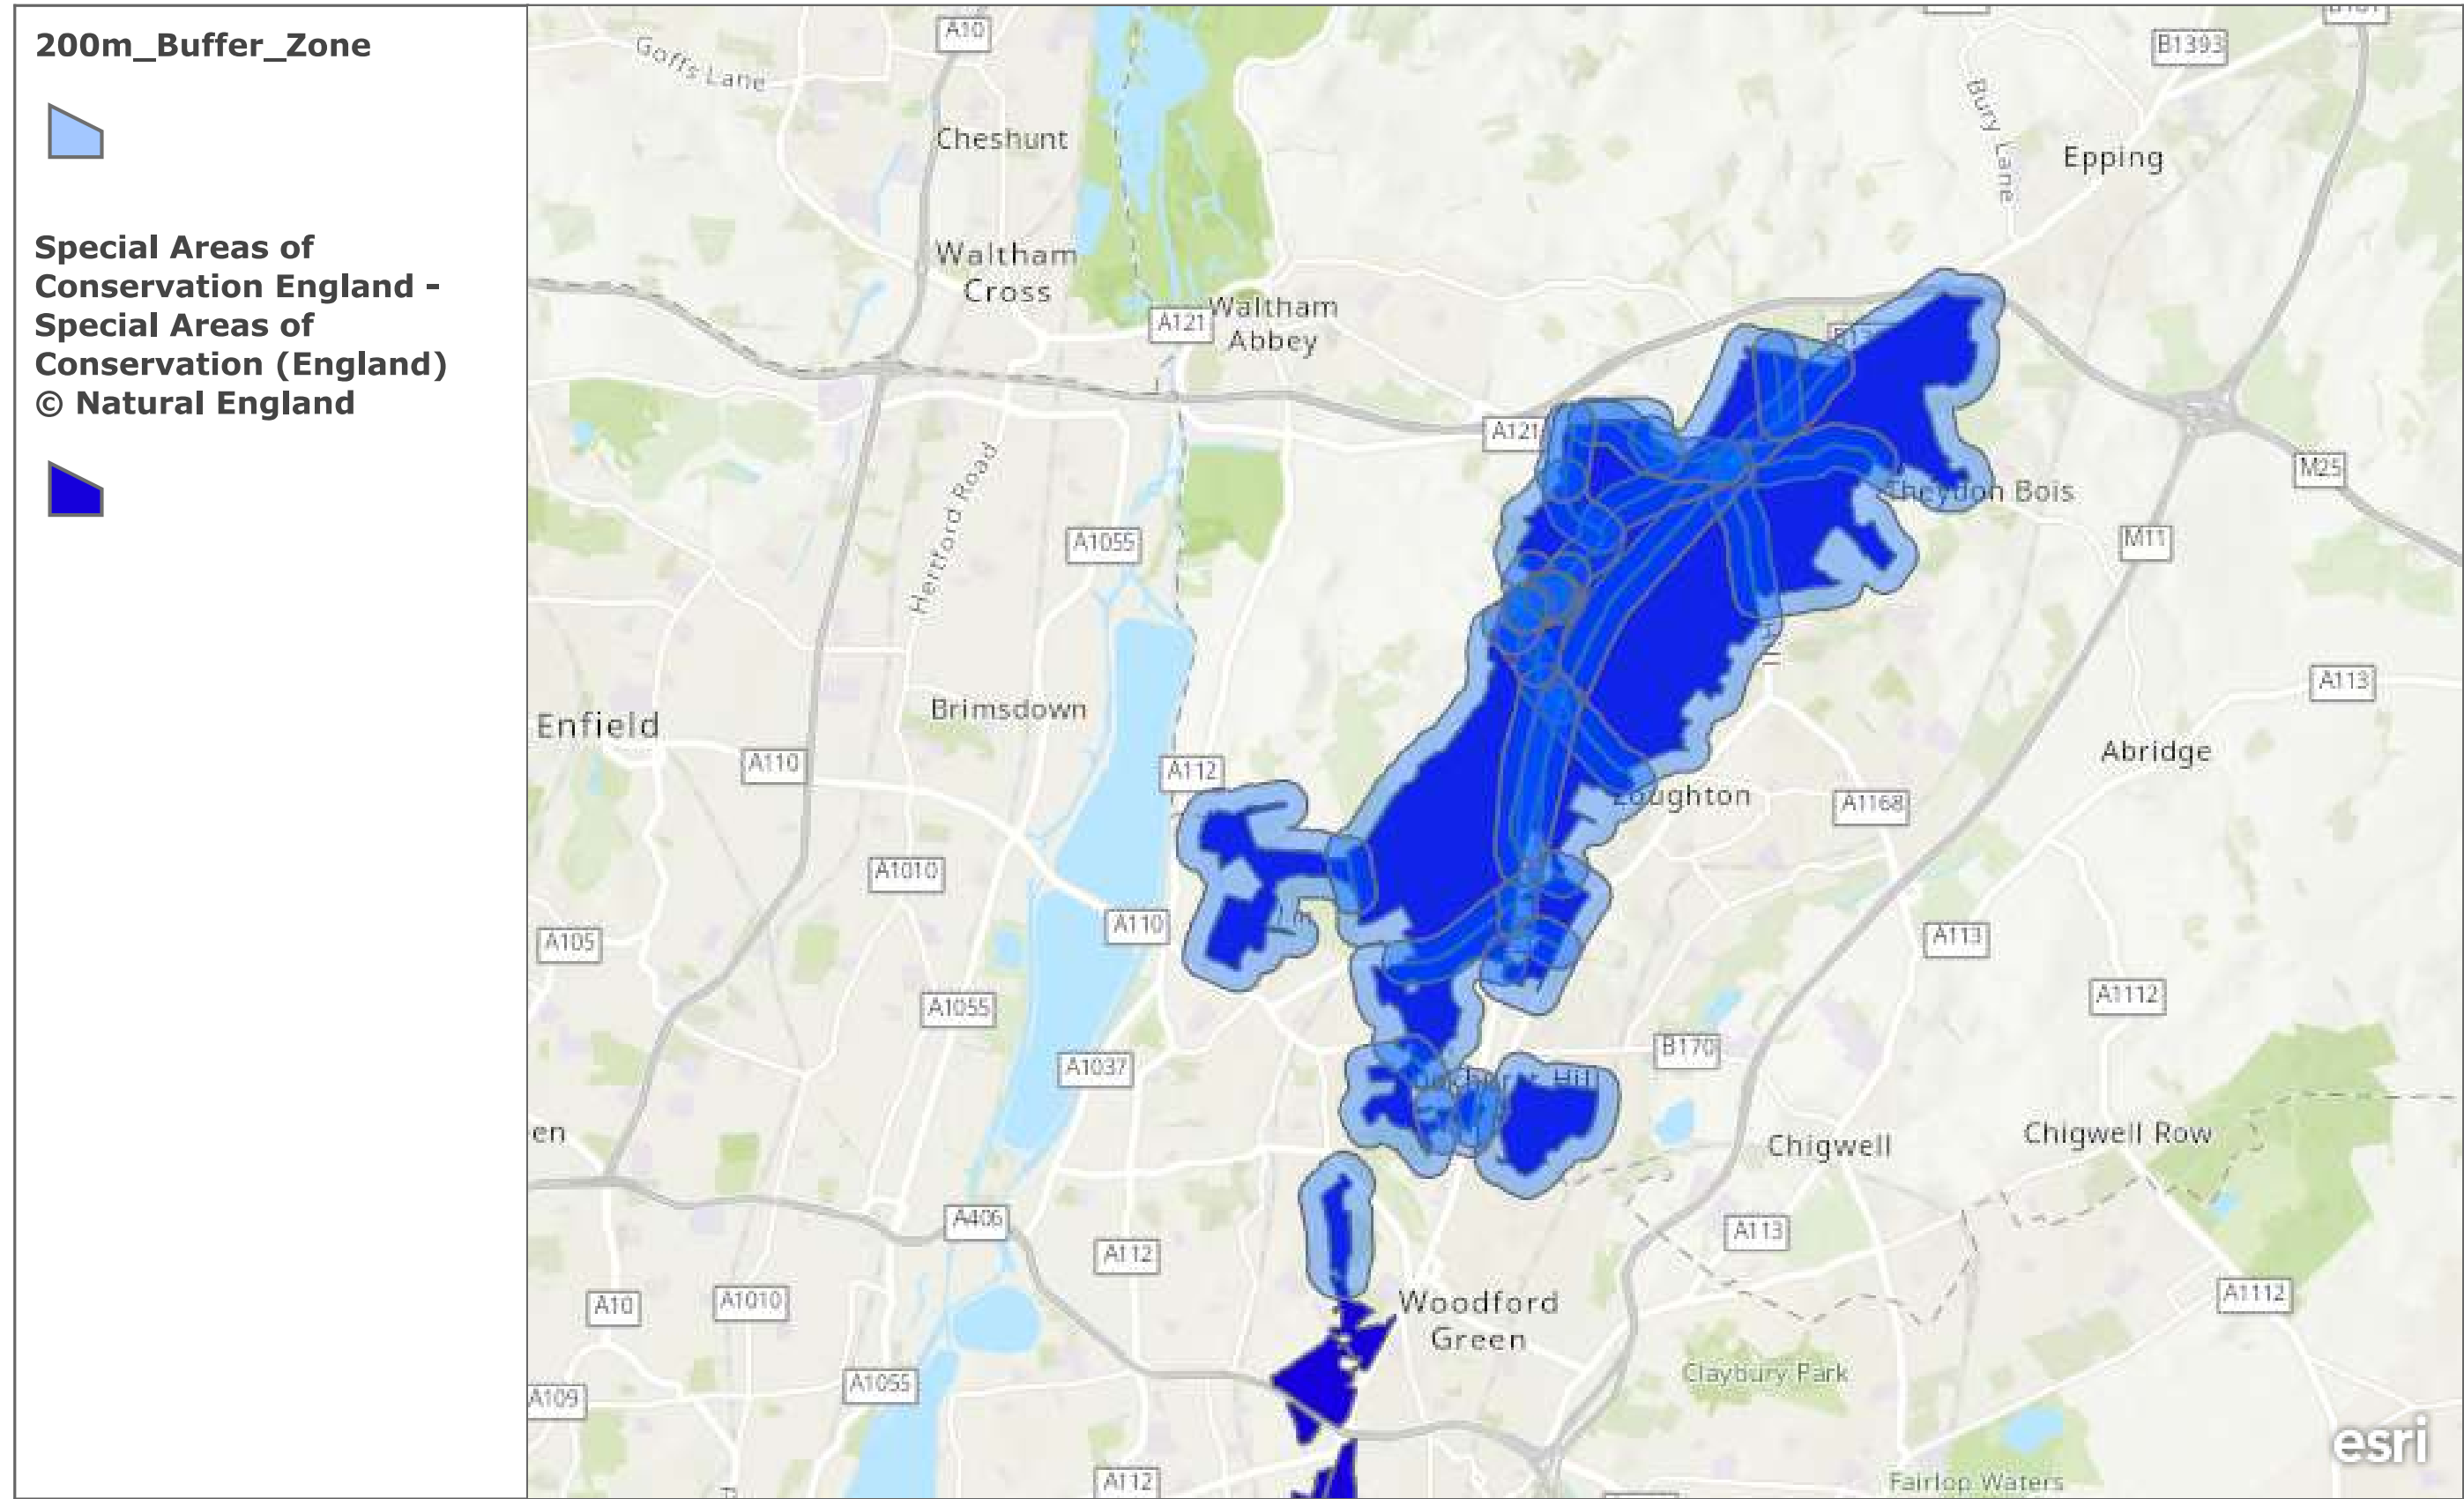 200m_Buffer_Zone
Special Areas of
Conservation England -
Special Areas of
Conservation (England)
© Natural England
A10
Goffs Lane
B1393
Bury Lane
Cheshunt
Epping
Waltham
Cross
A121
Waltham
Abbey
A121
Theydon Bois
M25
Hertford Road
A1055
M11
A113
Enfield
Brimsdown
A110
A112
Abridge
Loughton
A1168
A1010
A110
A105
A113
A1055
A1112
A1037
B170
en
Chigwell
Chigwell Row
A406
A113
A112
A10
A1010
A1112
Woodford
Green
A109
A1055
Claybury Park
A112
Fairlop Waters
esri